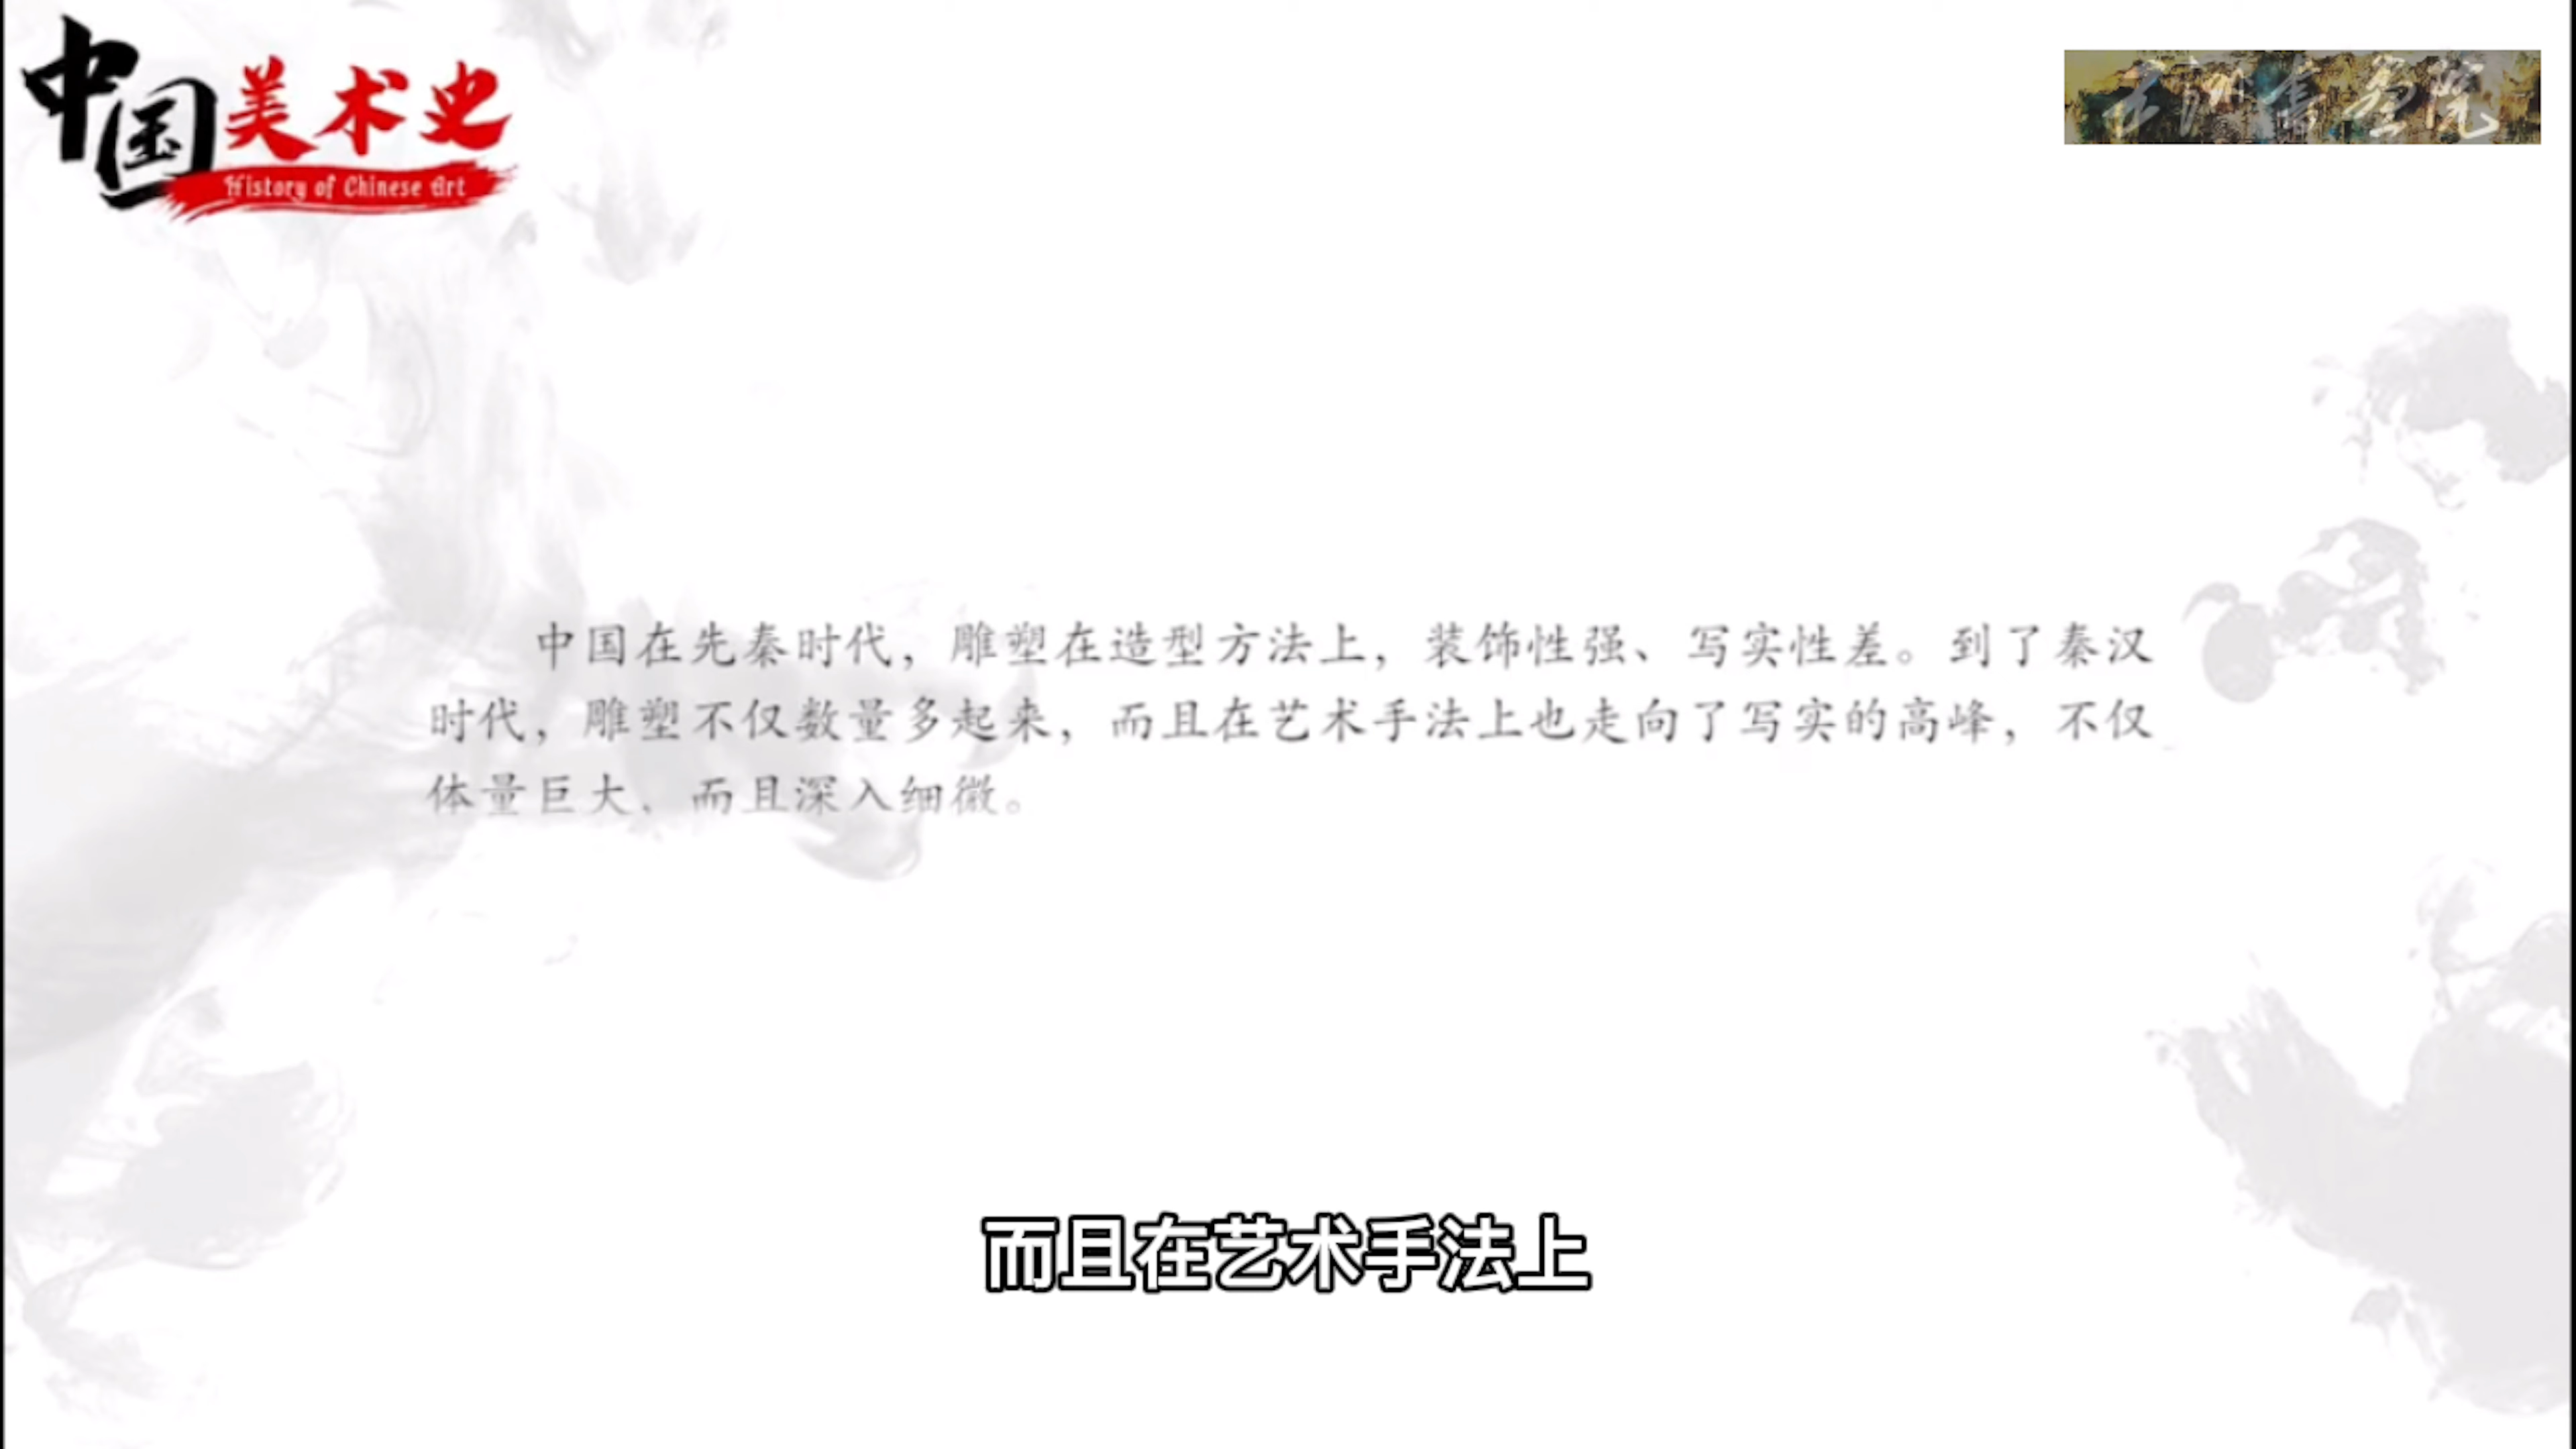 中国美术史
History of Chinese Art
中国在先秦时代，雕塑在造型方法上，装饰性强、写实性差。到了秦汉
时代，雕塑不仅数量多起来，而且在艺术手法上也走向了写实的高峰，不仅
体量巨大，而且深入细微。
而且在艺术手法上